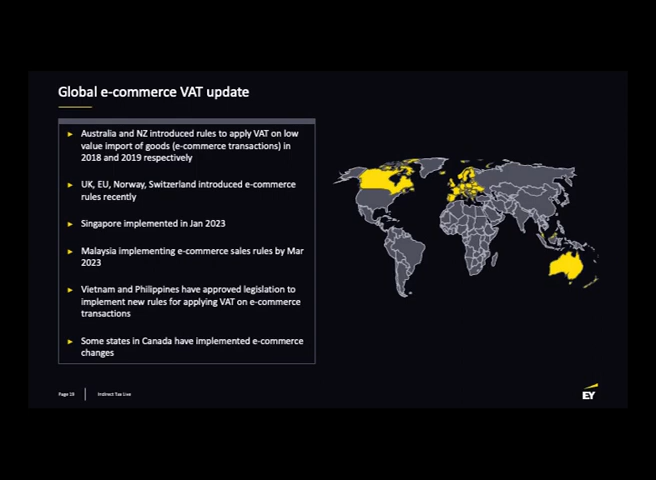 Global e-commerce VAT update
► Australia and NZ introduced rules to apply VAT on low
value import of goods (e-commerce transactions) in
2018 and 2019 respectively
► UK, EU, Norway, Switzerland introduced e-commerce
rules recently
► Singapore implemented in Jan 2023
► Malaysia implementing e-commerce sales rules by Mar
2023
► Vietnam and Philippines have approved legislation to
implement new rules for applying VAT on e-commerce
transactions
► Some states in Canada have implemented e-commerce
changes
Page 19
Indirect Tax Live
EY